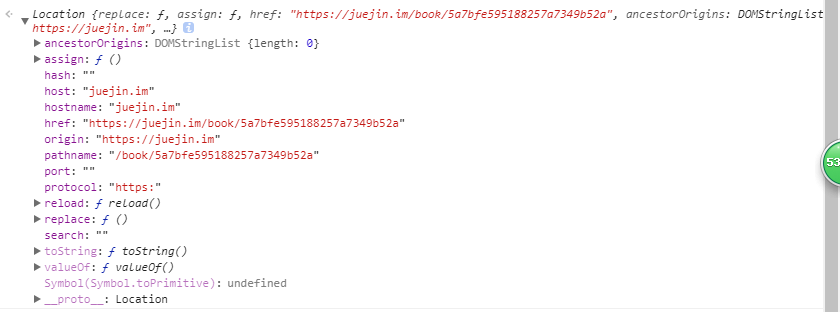 Location {replace: ƒ, assign: ƒ, href: "https://juejin.im/book/5a7bfe595188257a7349b52a", ancestorOrigins: DOMStringList
https://juejin.im", …} i
ancestorOrigins: DOMStringList {length: 0}
assign: ƒ ()
hash: ""
host: "juejin.im"
hostname: "juejin.im"
href: "https://juejin.im/book/5a7bfe595188257a7349b52a"
origin: "https://juejin.im"
pathname: "/book/5a7bfe595188257a7349b52a"
port: ""
protocol: "https:"
reload: ƒ reload()
replace: ƒ ()
search: ""
toString: ƒ toString()
valueOf: ƒ valueOf()
Symbol(Symbol.toPrimitive): undefined
__proto__: Location
53